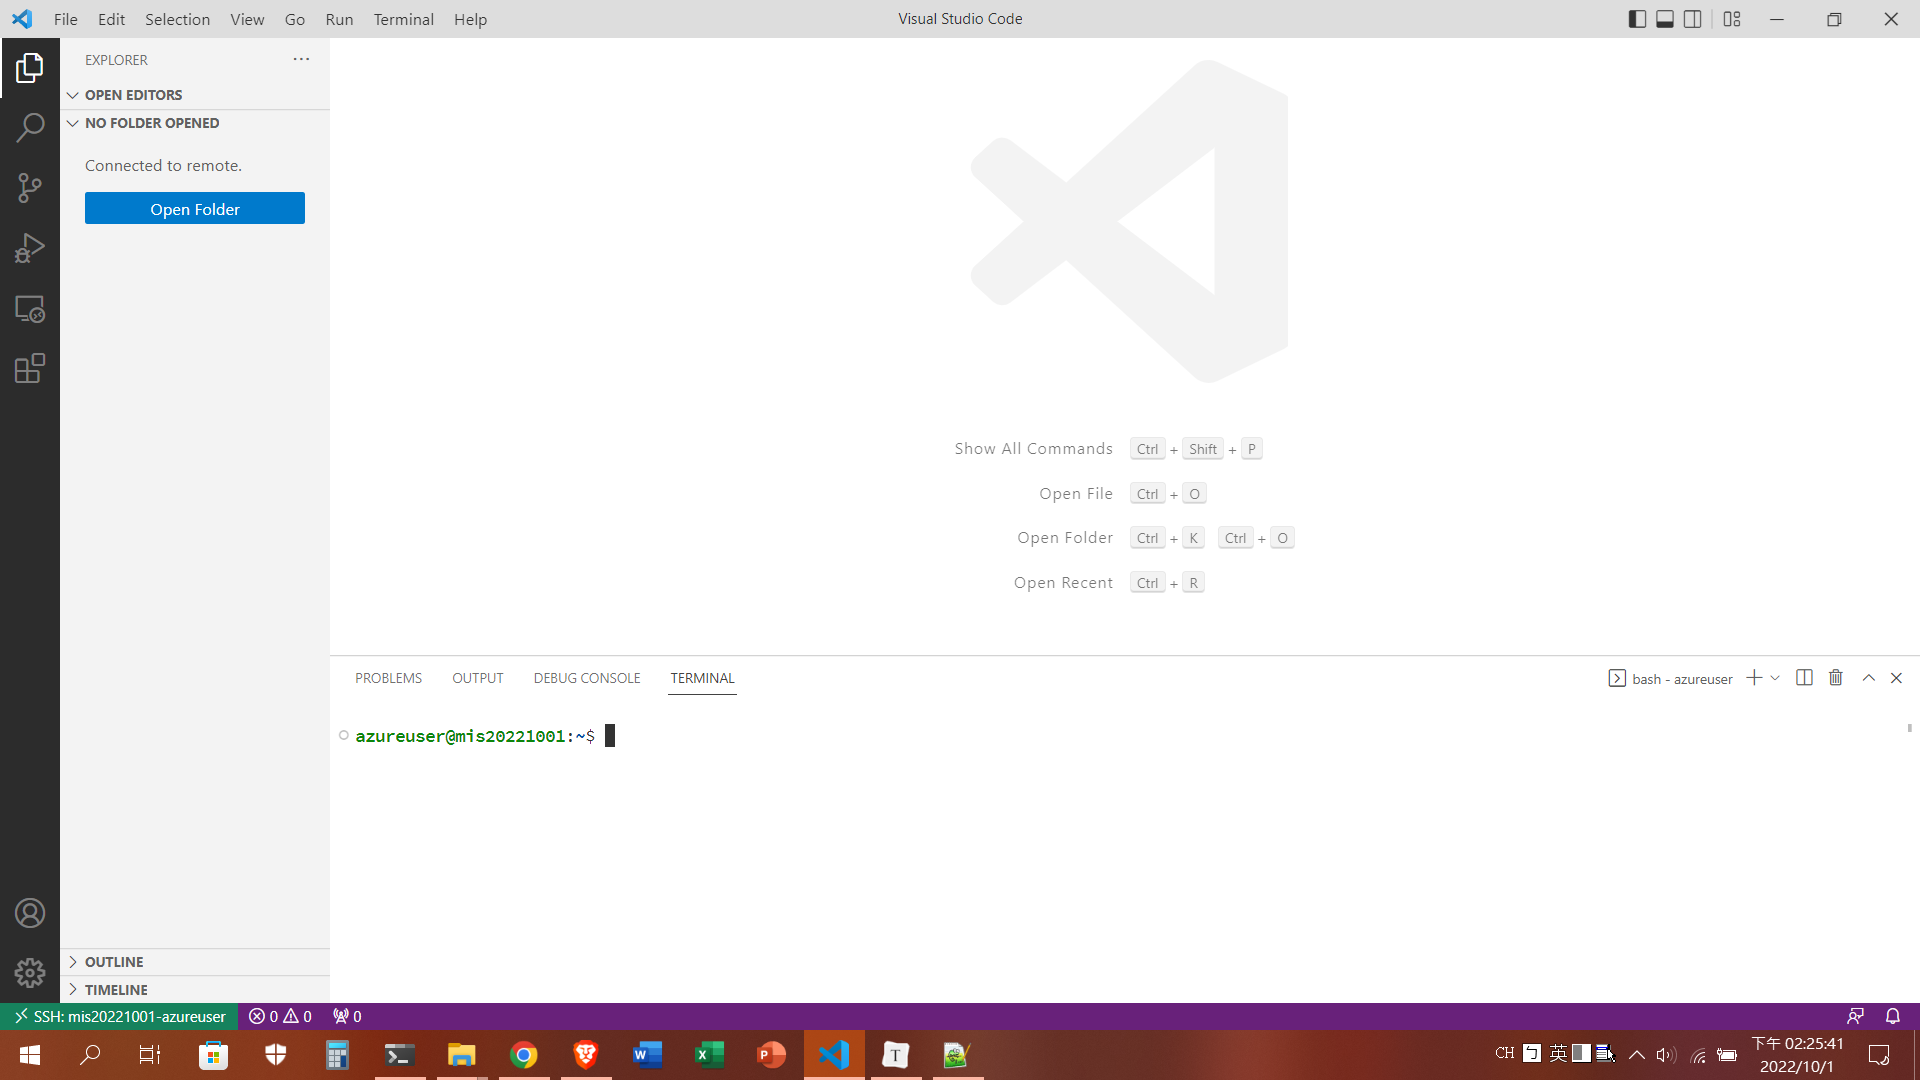 File Edit Selection View Go Run Terminal Help
Visual Studio Code
EXPLORER
OPEN EDITORS
NO FOLDER OPENED
Connected to remote.
Open Folder
Show All Commands Ctrl + Shift + P
Open File Ctrl + O
Open Folder Ctrl + K Ctrl + O
Open Recent Ctrl + R
PROBLEMS OUTPUT DEBUG CONSOLE TERMINAL
bash - azureuser
azureuser@mis20221001:~$
OUTLINE
TIMELINE
SSH: mis20221001-azureuser 0 0 0
CH ㄅ 英
下午 02:25:41
2022/10/1